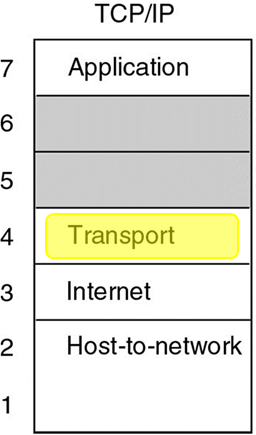 TCP/IP
7 Application
6
5
4 Transport
3 Internet
2 Host-to-network
1